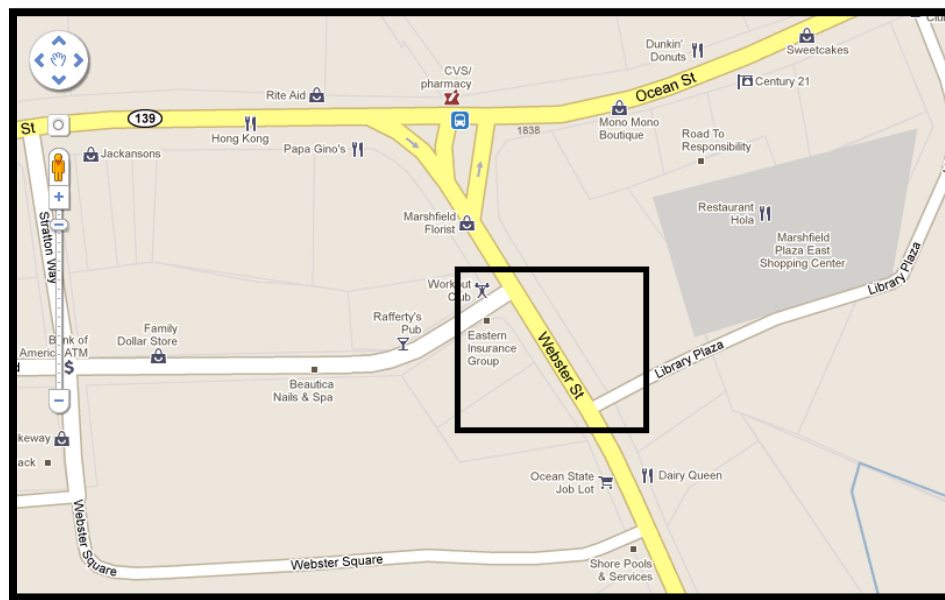 Dunkin'
Donuts
Sweetcakes
CVS/
pharmacy
Century 21
Ocean St
Rite Aid
139
St
Hong Kong
Mono Mono
Boutique
1838
Road To
Responsibility
Papa Gino's
Jackansons
Stratton Way
Marshfield
Florist
Restaurant
Hola
Marshfield
Plaza East
Shopping Center
Library Plaza
Workout
Club
Rafferty's
Pub
Eastern
Insurance
Group
Webster St
Library Plaza
Family
Dollar Store
Bank of
America ATM
$
Beautica
Nails & Spa
Ocean State
Job Lot
Dairy Queen
Webster Square
Webster Square
Shore Pools
& Services